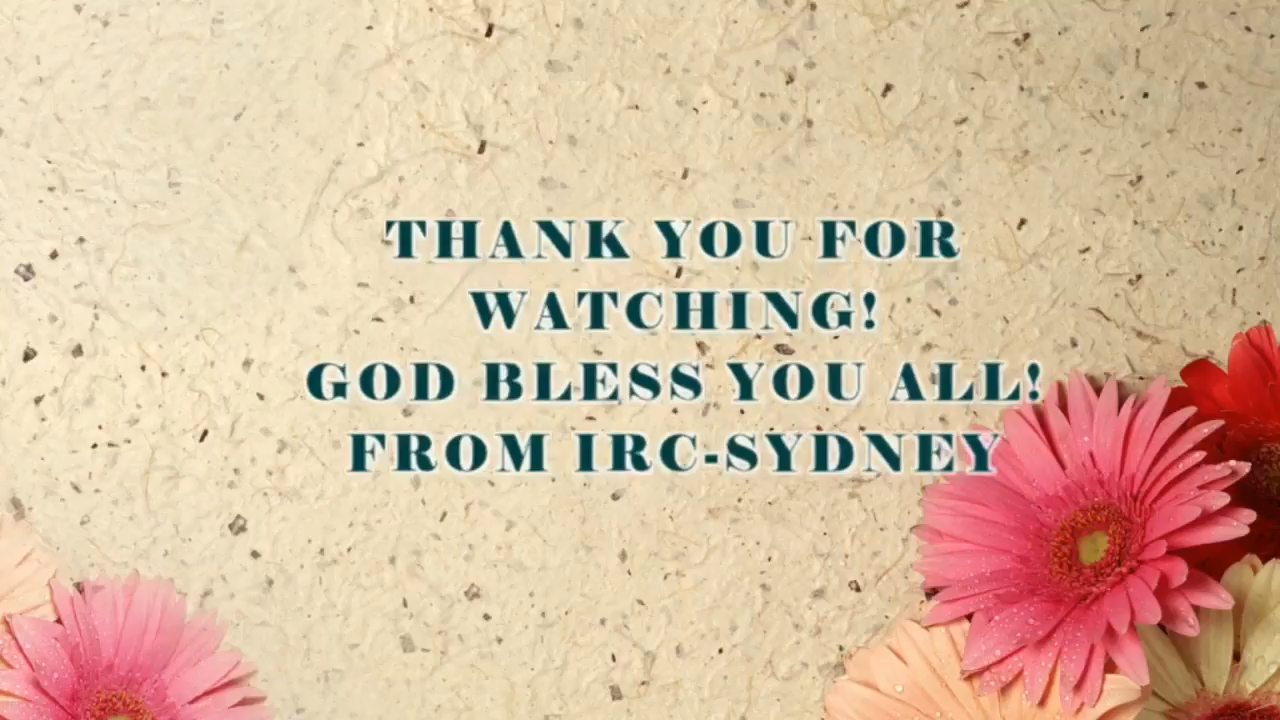 THANK YOU FOR
WATCHING!
GOD BLESS YOU ALL!
FROM IRC-SYDNEY